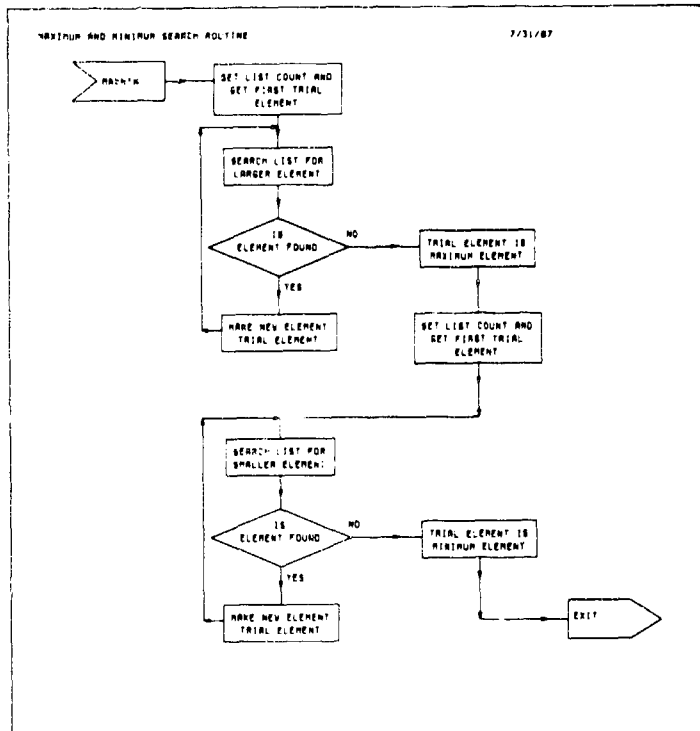 MAXIMUM AND MINIMUM SEARCH ROUTINE
7/31/87
SET LIST COUNT AND
GET FIRST TRIAL
ELEMENT
SEARCH LIST FOR
LARGER ELEMENT
IS
ELEMENT FOUND
NO
YES
TRIAL ELEMENT IS
MAXIMUM ELEMENT
MAKE NEW ELEMENT
TRIAL ELEMENT
SET LIST COUNT AND
GET FIRST TRIAL
ELEMENT
SEARCH LIST FOR
SMALLER ELEMENT
IS
ELEMENT FOUND
NO
YES
TRIAL ELEMENT IS
MINIMUM ELEMENT
MAKE NEW ELEMENT
TRIAL ELEMENT
EXIT